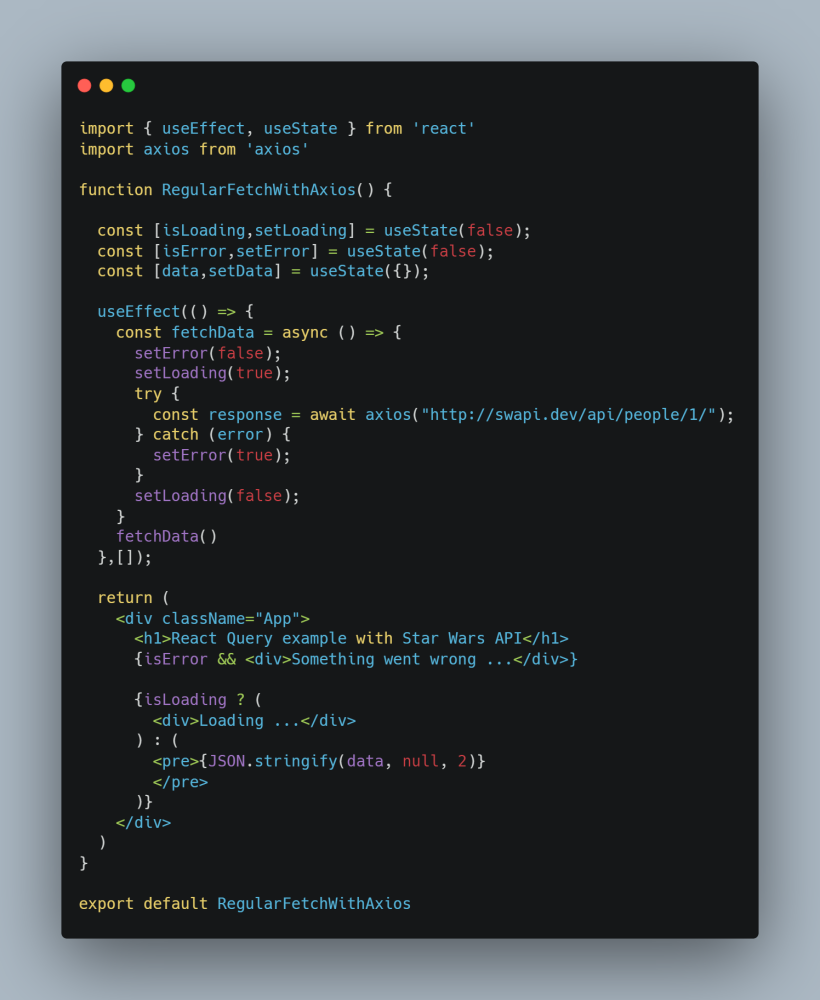 import { useEffect, useState } from 'react'
import axios from 'axios'

function RegularFetchWithAxios() {

  const [isLoading,setLoading] = useState(false);
  const [isError,setError] = useState(false);
  const [data,setData] = useState({});

  useEffect(() => {
    const fetchData = async () => {
      setError(false);
      setLoading(true);
      try {
        const response = await axios("http://swapi.dev/api/people/1/");
      } catch (error) {
        setError(true);
      }
      setLoading(false);
    }
    fetchData()
  },[]);

  return (
    <div className="App">
      <h1>React Query example with Star Wars API</h1>
      {isError && <div>Something went wrong ...</div>}

      {isLoading ? (
        <div>Loading ...</div>
      ) : (
        <pre>{JSON.stringify(data, null, 2)}
        </pre>
      )}
    </div>
  )
}

export default RegularFetchWithAxios